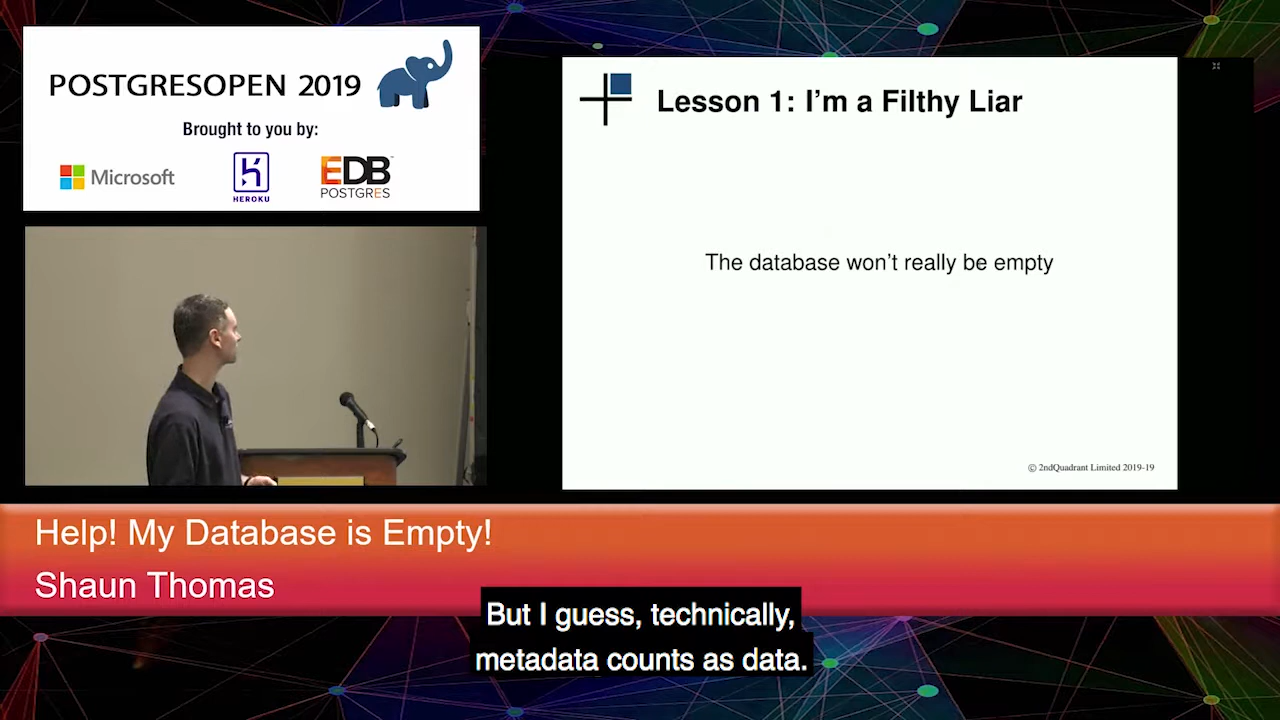 POSTGRESOPEN 2019
Brought to you by:
Microsoft
HEROKU
EDB
POSTGRES
Lesson 1: I'm a Filthy Liar
The database won't really be empty
© 2ndQuadrant Limited 2019-19
Help! My Database is Empty!
Shaun Thomas
But I guess, technically,
metadata counts as data.